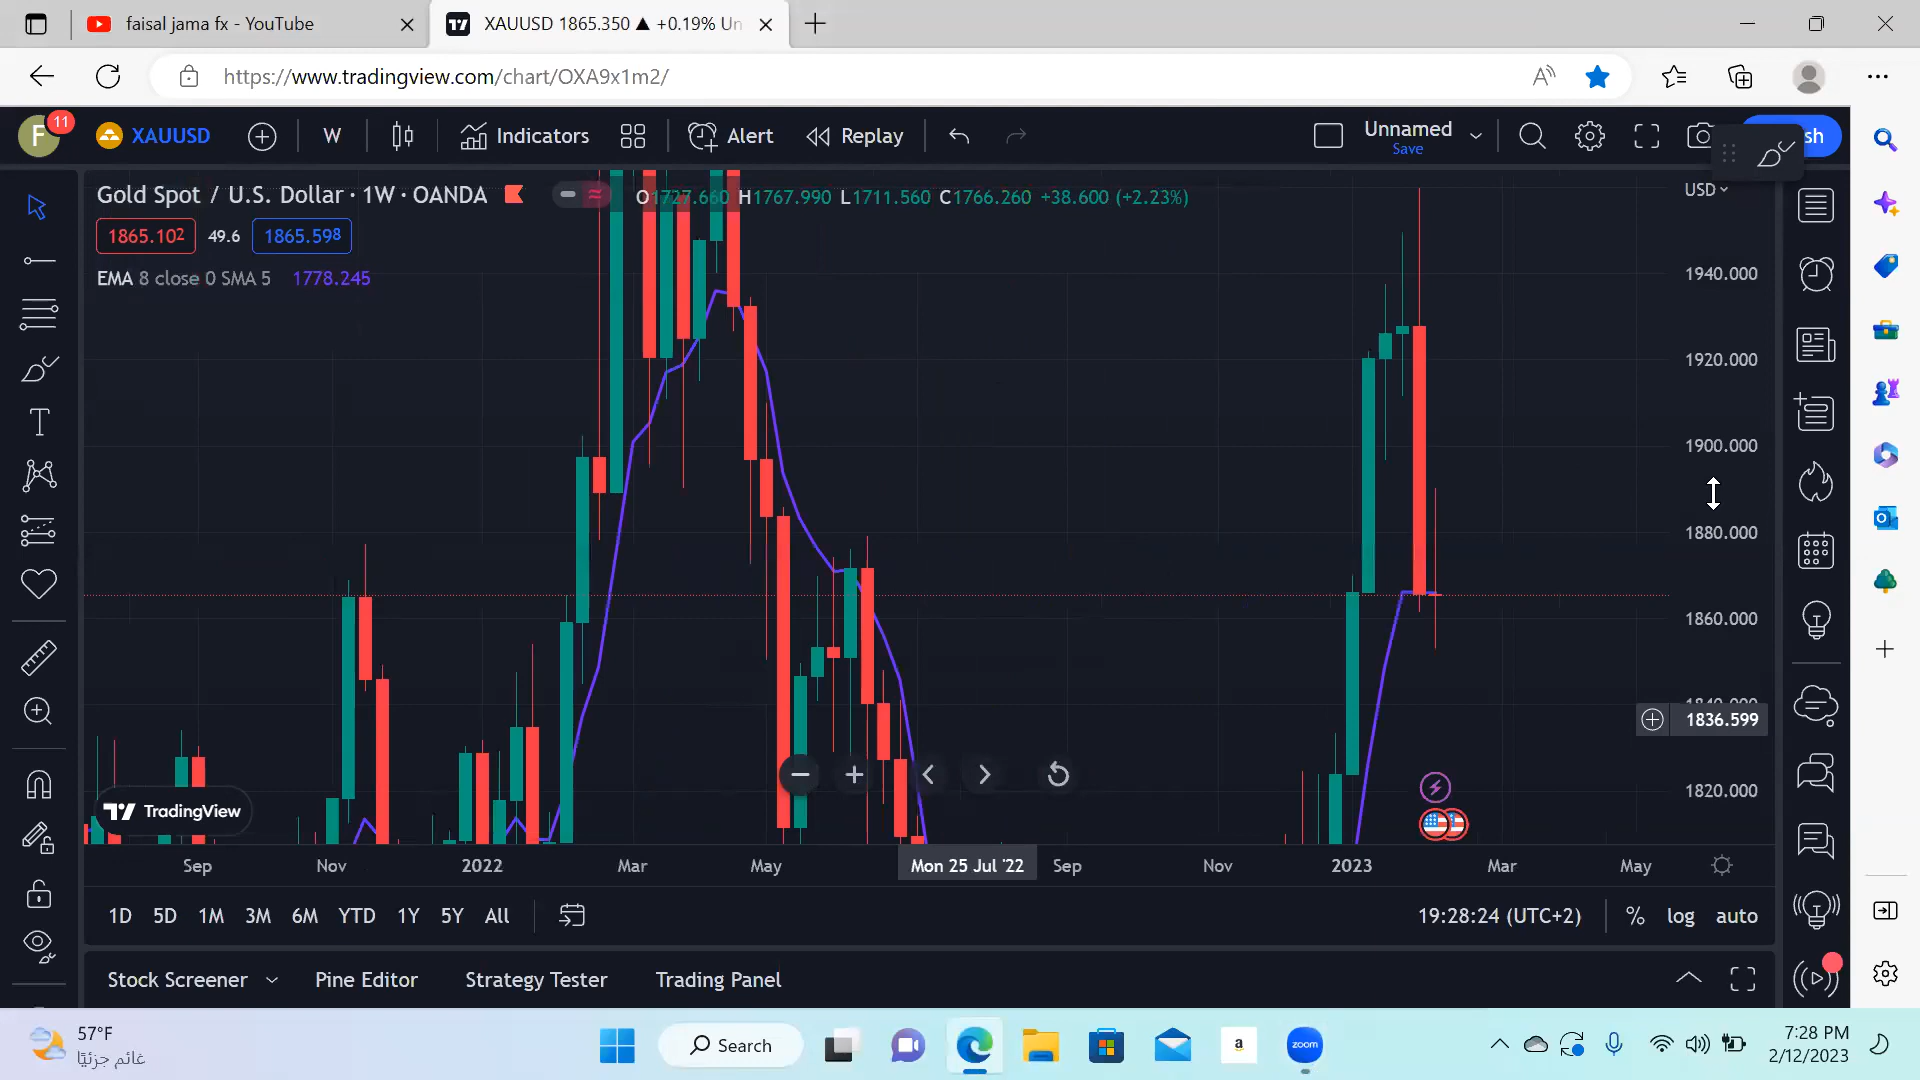 faisal jama fx - YouTube
XAUUSD 1865.350 ▲ +0.19% Un
https://www.tradingview.com/chart/OXA9x1m2/
F
11
XAUUSD
W
Indicators
Alert
Replay
Unnamed
Save
sh
Gold Spot / U.S. Dollar · 1W · OANDA
O1727.660 H1767.990 L1711.560 C1766.260 +38.600 (+2.23%)
USD
1865.102
49.6
1865.598
EMA 8 close 0 SMA 5 1778.245
1940.000
1920.000
1900.000
1880.000
1860.000
1840.000
1836.599
1820.000
TradingView
Sep
Nov
2022
Mar
May
Mon 25 Jul '22
Sep
Nov
2023
Mar
May
1D 5D 1M 3M 6M YTD 1Y 5Y All
19:28:24 (UTC+2)
% log auto
Stock Screener
Pine Editor
Strategy Tester
Trading Panel
57°F
غائم جزئيًا
Search
a
zoom
7:28 PM
2/12/2023